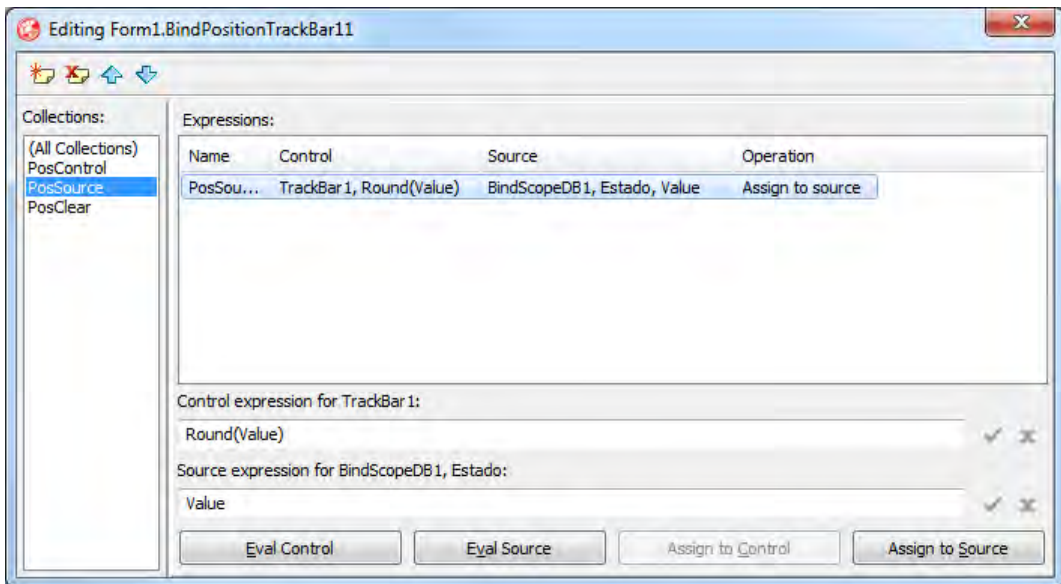 Editing Form1.BindPositionTrackBar11
Collections:
(All Collections)
PosControl
PosSource
PosClear
Expressions:
Name Control Source Operation
PosSou... TrackBar1, Round(Value) BindScopeDB1, Estado, Value Assign to source
Control expression for TrackBar1:
Round(Value)
Source expression for BindScopeDB1, Estado:
Value
Eval Control Eval Source Assign to Control Assign to Source